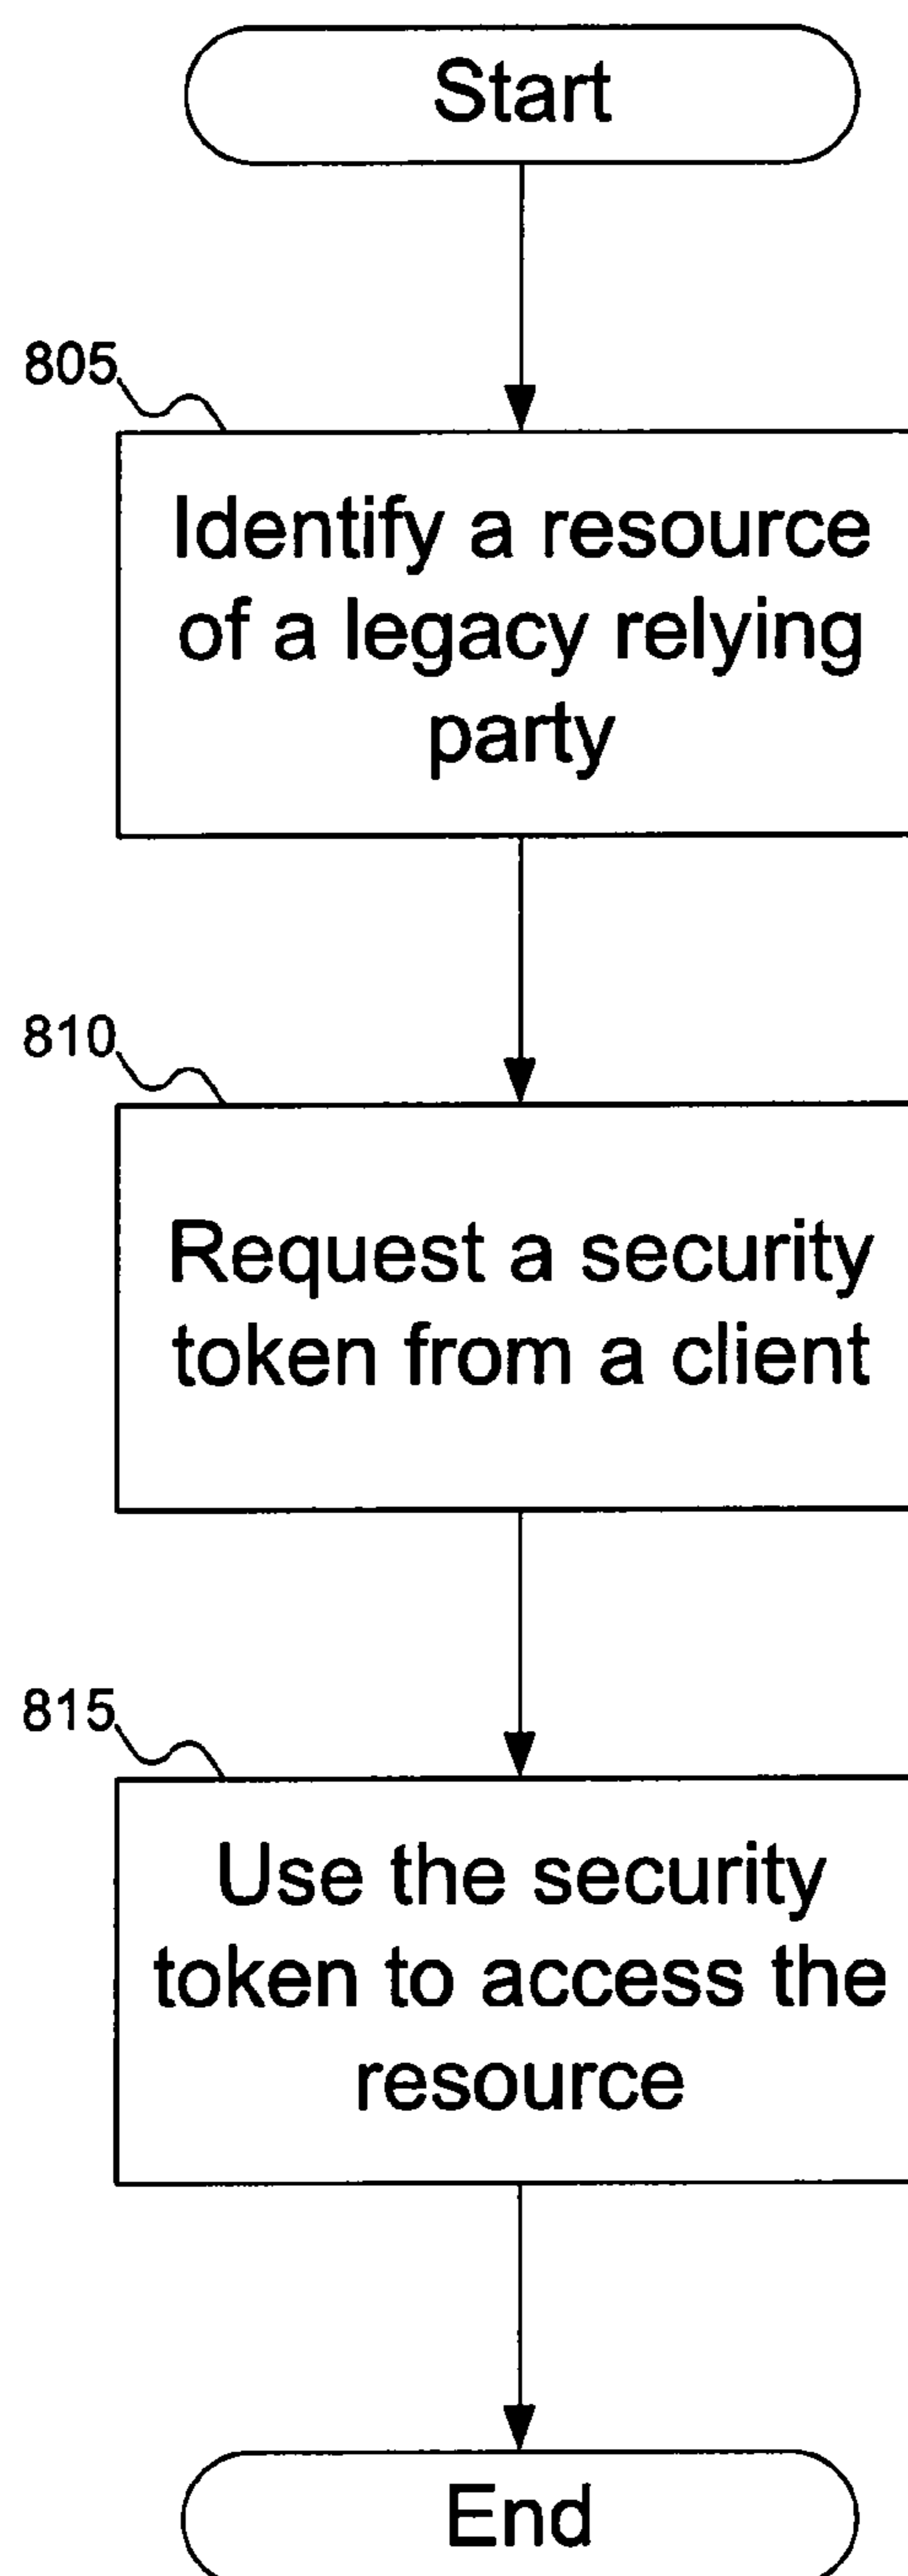 Start
805
Identify a resource
of a legacy relying
party
810
Request a security
token from a client
815
Use the security
token to access the
resource
End